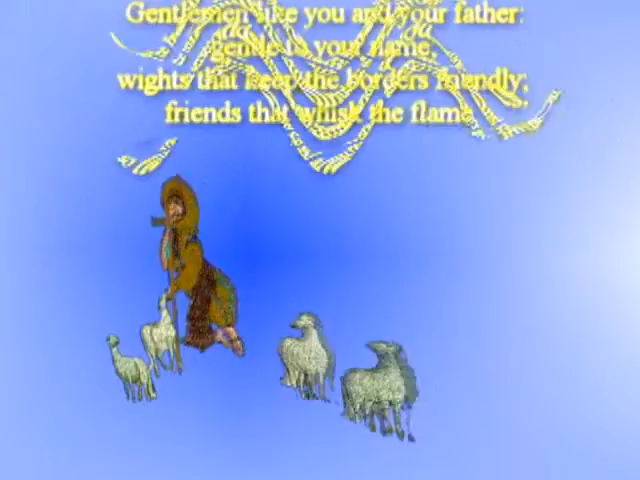 Gentlemen like you and your father:
gentle is your name,
wights that keep the borders friendly;
friends that whisk the flame.